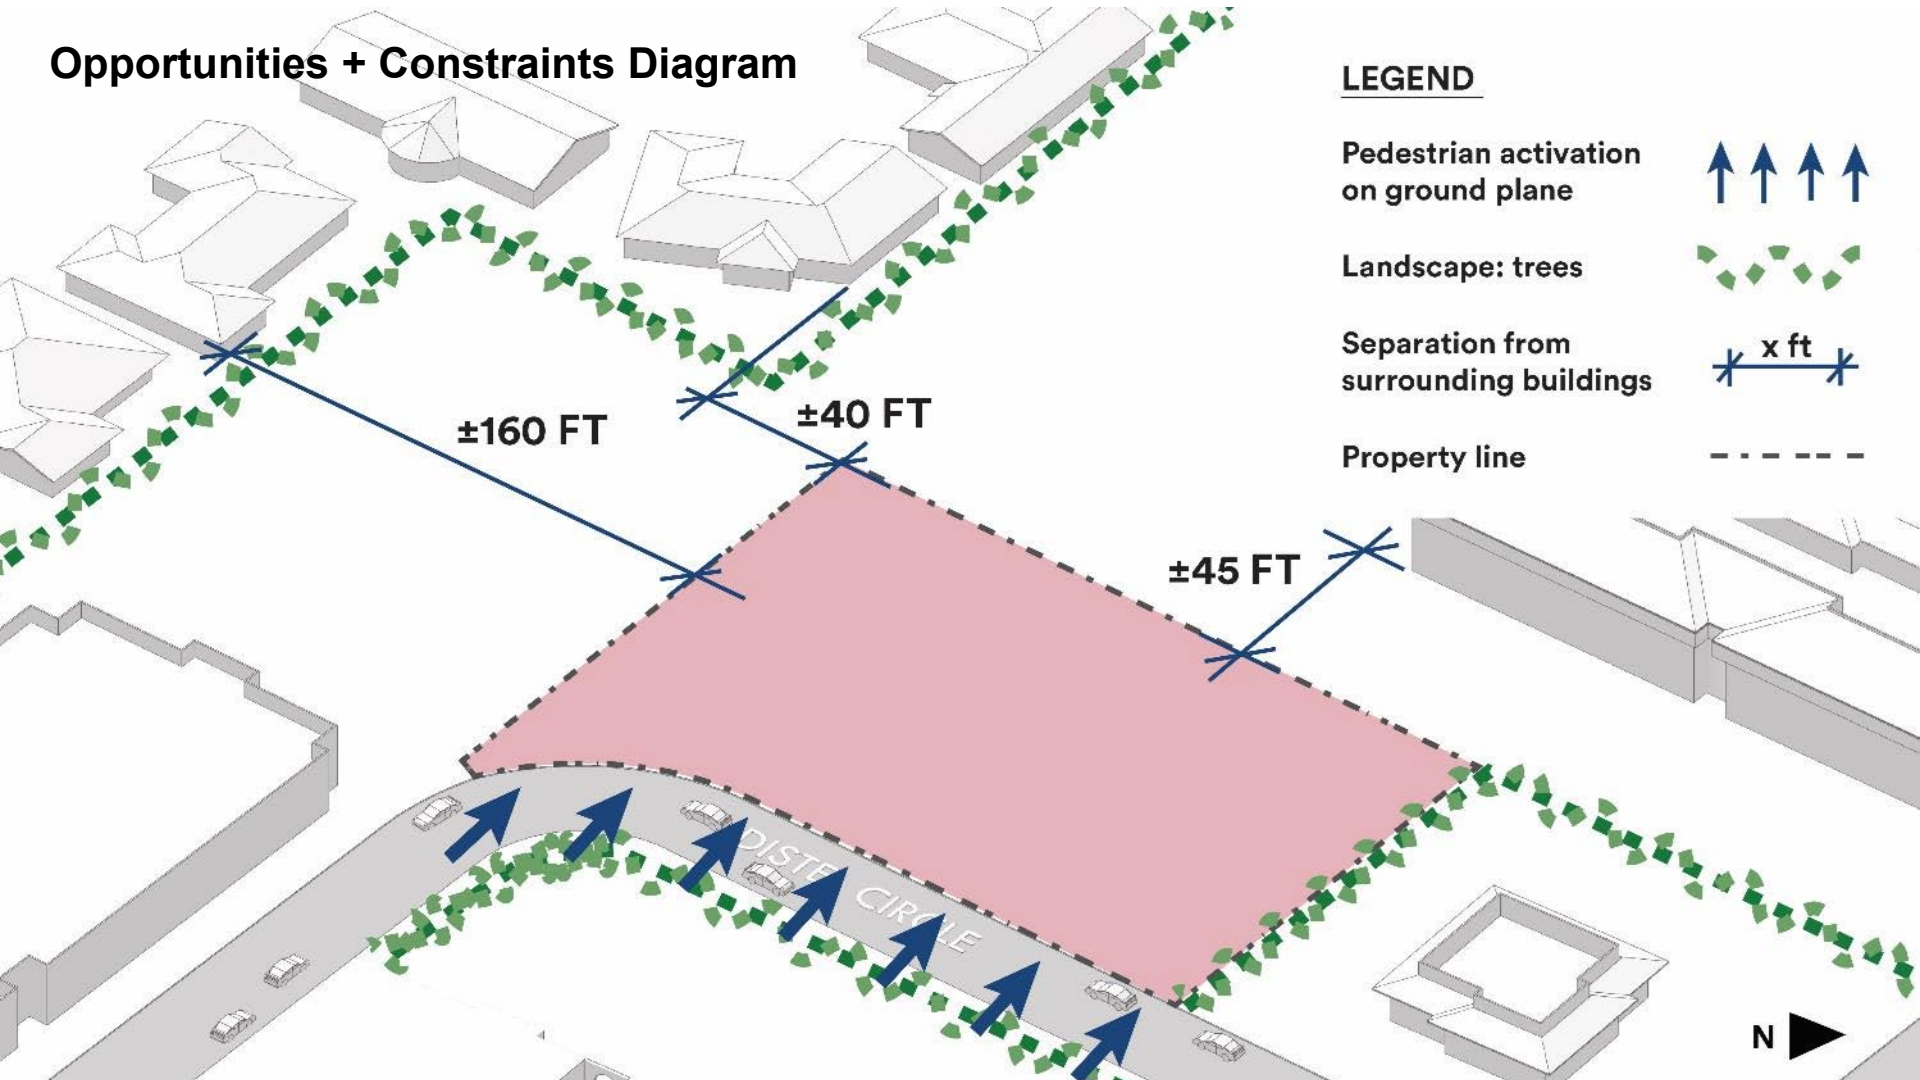 Opportunities + Constraints Diagram
LEGEND
Pedestrian activation
on ground plane
Landscape: trees
Separation from
surrounding buildings
x ft
Property line
±160 FT
±40 FT
±45 FT
DISTEL CIRCLE
N